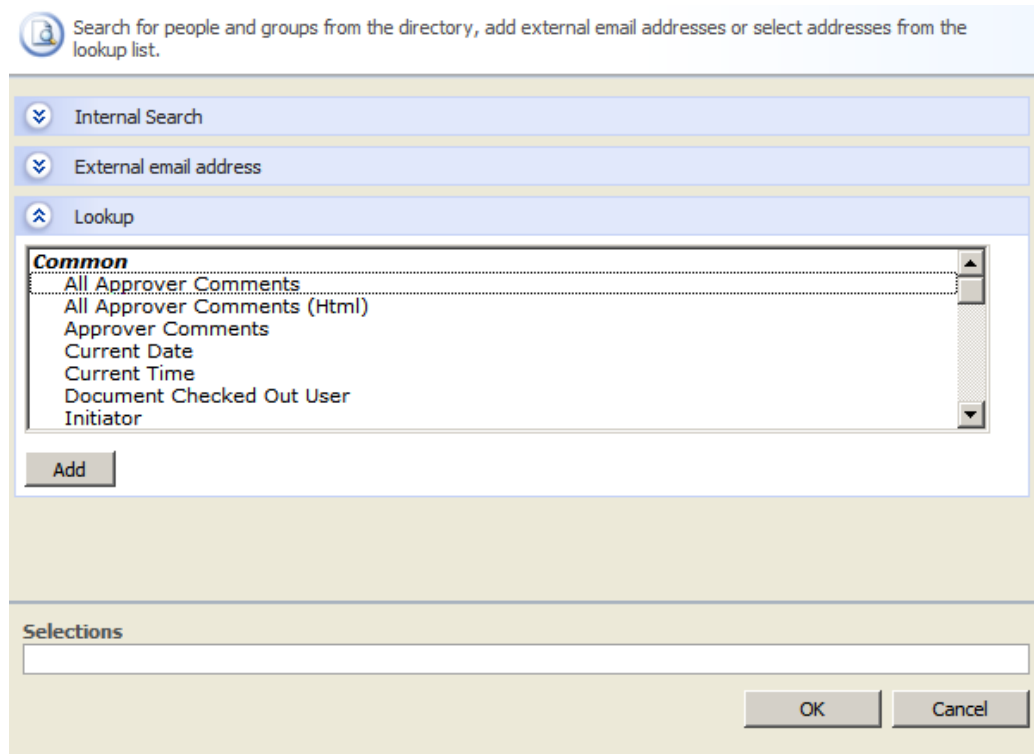 Search for people and groups from the directory, add external email addresses or select addresses from the
lookup list.
Internal Search
External email address
Lookup
Common
All Approver Comments
All Approver Comments (Html)
Approver Comments
Current Date
Current Time
Document Checked Out User
Initiator
Add
Selections
OK Cancel